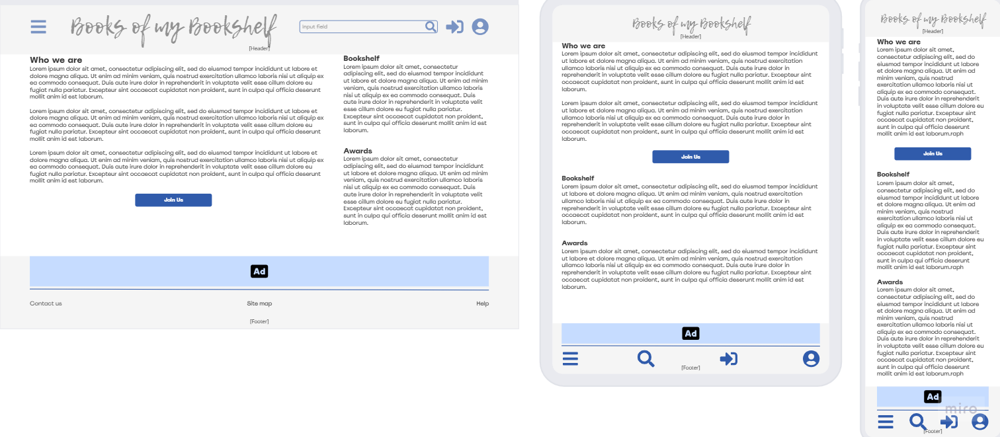 Books of my Bookshelf
Input field
[Header]
Who we are
Lorem ipsum dolor sit amet, consectetur adipiscing elit, sed do eiusmod tempor incididunt ut labore et
dolore magna aliqua. Ut enim ad minim veniam, quis nostrud exercitation ullamco laboris nisi ut aliquip ex
ea commodo consequat. Duis aute irure dolor in reprehenderit in voluptate velit esse cillum dolore eu
fugiat nulla pariatur. Excepteur sint occaecat cupidatat non proident, sunt in culpa qui officia deserunt
mollit anim id est laborum.
Lorem ipsum dolor sit amet, consectetur adipiscing elit, sed do eiusmod tempor incididunt ut labore et
dolore magna aliqua. Ut enim ad minim veniam, quis nostrud exercitation ullamco laboris nisi ut aliquip ex
ea commodo consequat. Duis aute irure dolor in reprehenderit in voluptate velit esse cillum dolore eu
fugiat nulla pariatur. Excepteur sint occaecat cupidatat non proident, sunt in culpa qui officia deserunt
mollit anim id est laborum.
Lorem ipsum dolor sit amet, consectetur adipiscing elit, sed do eiusmod tempor incididunt ut labore et
dolore magna aliqua. Ut enim ad minim veniam, quis nostrud exercitation ullamco laboris nisi ut aliquip ex
ea commodo consequat. Duis aute irure dolor in reprehenderit in voluptate velit esse cillum dolore eu
fugiat nulla pariatur. Excepteur sint occaecat cupidatat non proident, sunt in culpa qui officia deserunt
mollit anim id est laborum.
Join Us
Bookshelf
Lorem ipsum dolor sit amet, consectetur
adipiscing elit, sed do eiusmod tempor incididunt
ut labore et dolore magna aliqua. Ut enim ad minim
veniam, quis nostrud exercitation ullamco laboris
nisi ut aliquip ex ea commodo consequat. Duis
aute irure dolor in reprehenderit in voluptate velit
esse cillum dolore eu fugiat nulla pariatur.
Excepteur sint occaecat cupidatat non proident,
sunt in culpa qui officia deserunt mollit anim id est
laborum.
Awards
Lorem ipsum dolor sit amet, consectetur
adipiscing elit, sed do eiusmod tempor incididunt
ut labore et dolore magna aliqua. Ut enim ad minim
veniam, quis nostrud exercitation ullamco laboris
nisi ut aliquip ex ea commodo consequat. Duis
aute irure dolor in reprehenderit in voluptate velit
esse cillum dolore eu fugiat nulla pariatur.
Excepteur sint occaecat cupidatat non proident,
sunt in culpa qui officia deserunt mollit anim id est
laborum.
Ad
Contact us
Site map
Help
[Footer]
Books of my Bookshelf
[Header]
Who we are
Lorem ipsum dolor sit amet, consectetur adipiscing elit, sed do eiusmod tempor incididunt
ut labore et dolore magna aliqua. Ut enim ad minim veniam, quis nostrud exercitation
ullamco laboris nisi ut aliquip ex ea commodo consequat. Duis aute irure dolor in
reprehenderit in voluptate velit esse cillum dolore eu fugiat nulla pariatur. Excepteur sint
occaecat cupidatat non proident, sunt in culpa qui officia deserunt mollit anim id est
laborum.
Lorem ipsum dolor sit amet, consectetur adipiscing elit, sed do eiusmod tempor incididunt
ut labore et dolore magna aliqua. Ut enim ad minim veniam, quis nostrud exercitation
ullamco laboris nisi ut aliquip ex ea commodo consequat. Duis aute irure dolor in
reprehenderit in voluptate velit esse cillum dolore eu fugiat nulla pariatur. Excepteur sint
occaecat cupidatat non proident, sunt in culpa qui officia deserunt mollit anim id est
laborum.
Join Us
Bookshelf
Lorem ipsum dolor sit amet, consectetur adipiscing elit, sed do eiusmod tempor incididunt
ut labore et dolore magna aliqua. Ut enim ad minim veniam, quis nostrud exercitation
ullamco laboris nisi ut aliquip ex ea commodo consequat. Duis aute irure dolor in
reprehenderit in voluptate velit esse cillum dolore eu fugiat nulla pariatur. Excepteur sint
occaecat cupidatat non proident, sunt in culpa qui officia deserunt mollit anim id est
laborum.
Awards
Lorem ipsum dolor sit amet, consectetur adipiscing elit, sed do eiusmod tempor incididunt
ut labore et dolore magna aliqua. Ut enim ad minim veniam, quis nostrud exercitation
ullamco laboris nisi ut aliquip ex ea commodo consequat. Duis aute irure dolor in
reprehenderit in voluptate velit esse cillum dolore eu fugiat nulla pariatur. Excepteur sint
occaecat cupidatat non proident, sunt in culpa qui officia deserunt mollit anim id est
laborum.
Ad
[Footer]
Books of my Bookshelf
[Header]
Who we are
Lorem ipsum dolor sit amet,
consectetur adipiscing elit, sed do
eiusmod tempor incididunt ut labore
et dolore magna aliqua. Ut enim ad
minim veniam, quis nostrud
exercitation ullamco laboris nisi ut
aliquip ex ea commodo consequat.
Duis aute irure dolor in reprehenderit
in voluptate velit esse cillum dolore eu
fugiat nulla pariatur. Excepteur sint
occaecat cupidatat non proident,
sunt in culpa qui officia deserunt
mollit anim id est laborum.raph
Join Us
Bookshelf
Lorem ipsum dolor sit amet,
consectetur adipiscing elit, sed do
eiusmod tempor incididunt ut labore
et dolore magna aliqua. Ut enim ad
minim veniam, quis nostrud
exercitation ullamco laboris nisi ut
aliquip ex ea commodo consequat.
Duis aute irure dolor in reprehenderit
in voluptate velit esse cillum dolore eu
fugiat nulla pariatur. Excepteur sint
occaecat cupidatat non proident,
sunt in culpa qui officia deserunt
mollit anim id est laborum.raph
Awards
Lorem ipsum dolor sit amet,
consectetur adipiscing elit, sed do
eiusmod tempor incididunt ut labore
et dolore magna aliqua. Ut enim ad
minim veniam, quis nostrud
exercitation ullamco laboris nisi ut
aliquip ex ea commodo consequat.
Duis aute irure dolor in reprehenderit
in voluptate velit esse cillum dolore eu
fugiat nulla pariatur. Excepteur sint
occaecat cupidatat non proident,
sunt in culpa qui officia deserunt
mollit anim id est laborum.raph
Ad
miro
[Footer]